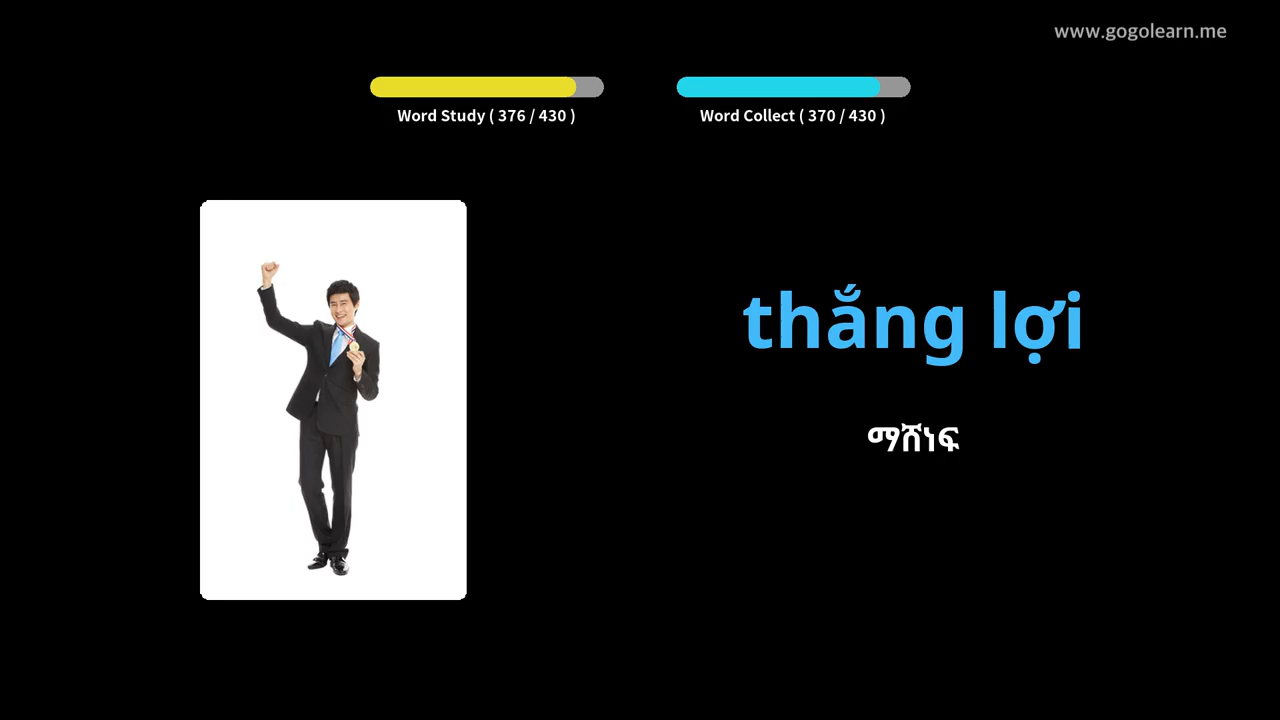 www.gogolearn.me
Word Study ( 376 / 430 )
Word Collect ( 370 / 430 )
thắng lợi
ማሸነፍ